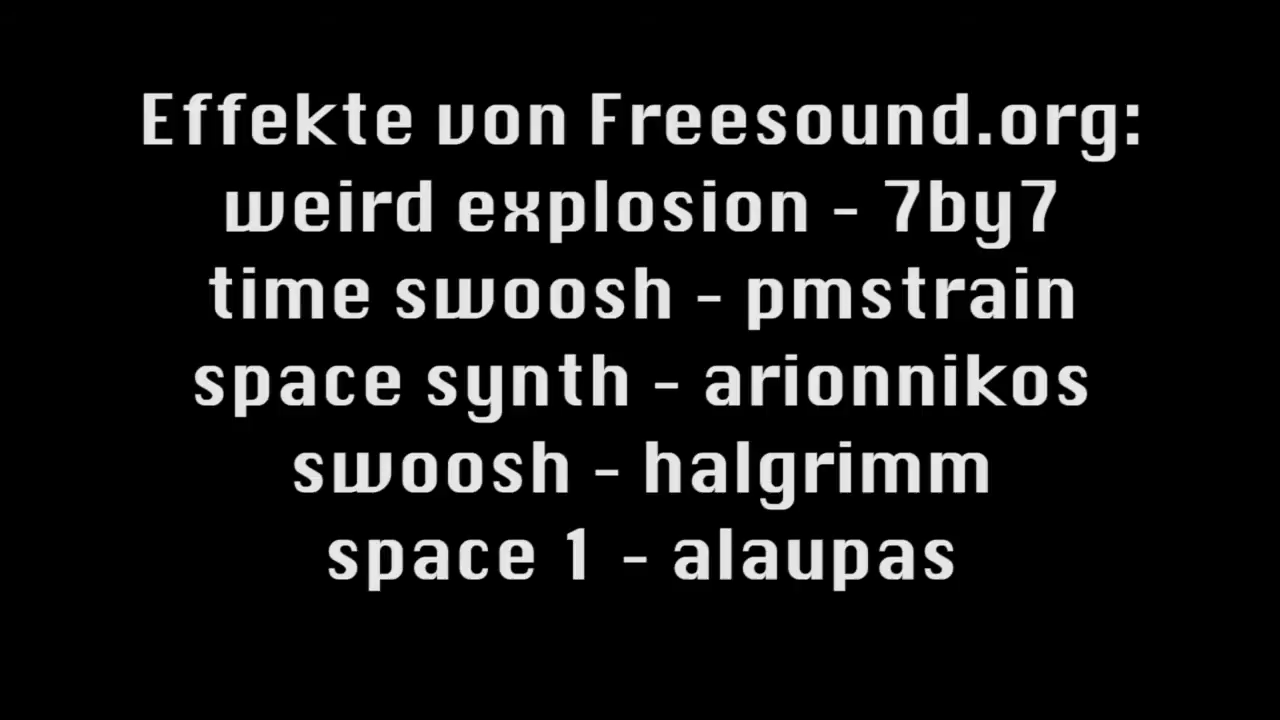 Effekte von Freesound.org:
weird explosion - 7by7
time swoosh - pmstrain
space synth - arionnikos
swoosh - halgrimm
space 1 - alaupas